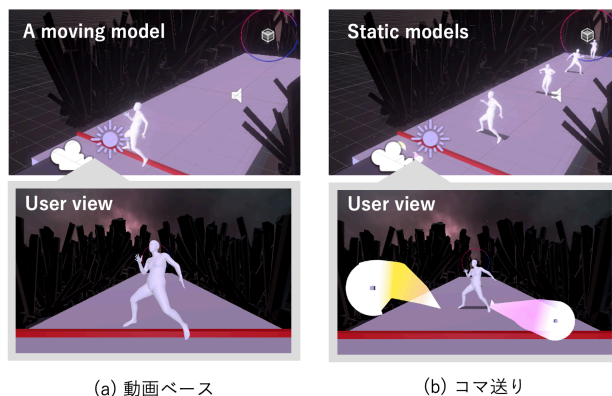 A moving model
Static models
User view
User view
(a) 動画ベース
(b) コマ送り